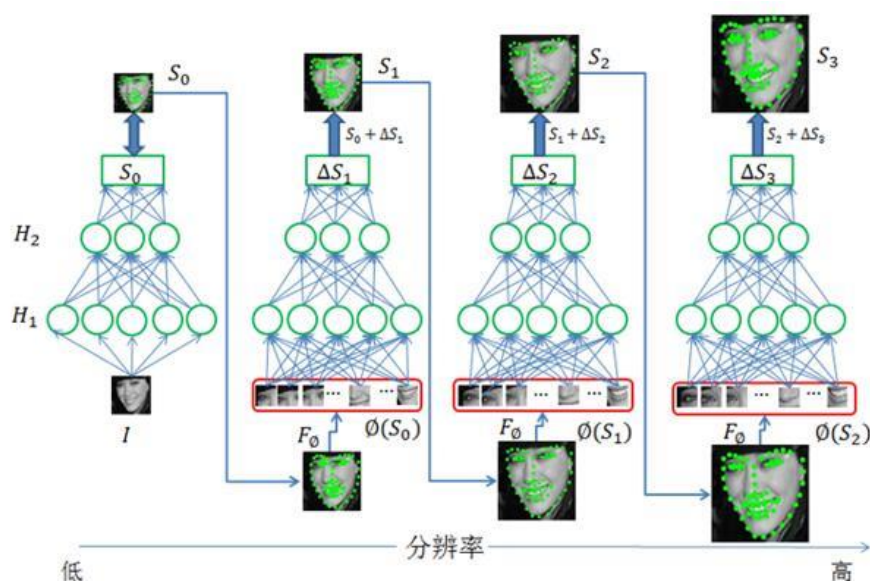 S₀
S₁
S₂
S₃
S₀ + ΔS₁
S₁ + ΔS₂
S₂ + ΔS₃
S₀
ΔS₁
ΔS₂
ΔS₃
H₂
H₁
... ...
... ...
... ...
I
F∅
∅(S₀)
F∅
∅(S₁)
F∅
∅(S₂)
分辨率
低
高